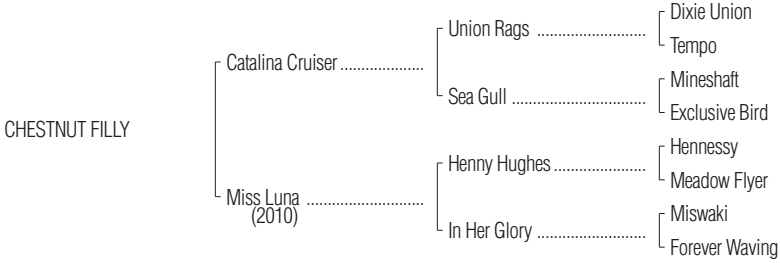 Dixie Union
Union Rags ....................
Tempo
Catalina Cruiser ..................
Mineshaft
Sea Gull .........................
Exclusive Bird
CHESTNUT FILLY
Hennessy
Henny Hughes .................
Meadow Flyer
Miss Luna ........................
(2010)
Miswaki
In Her Glory ....................
Forever Waving